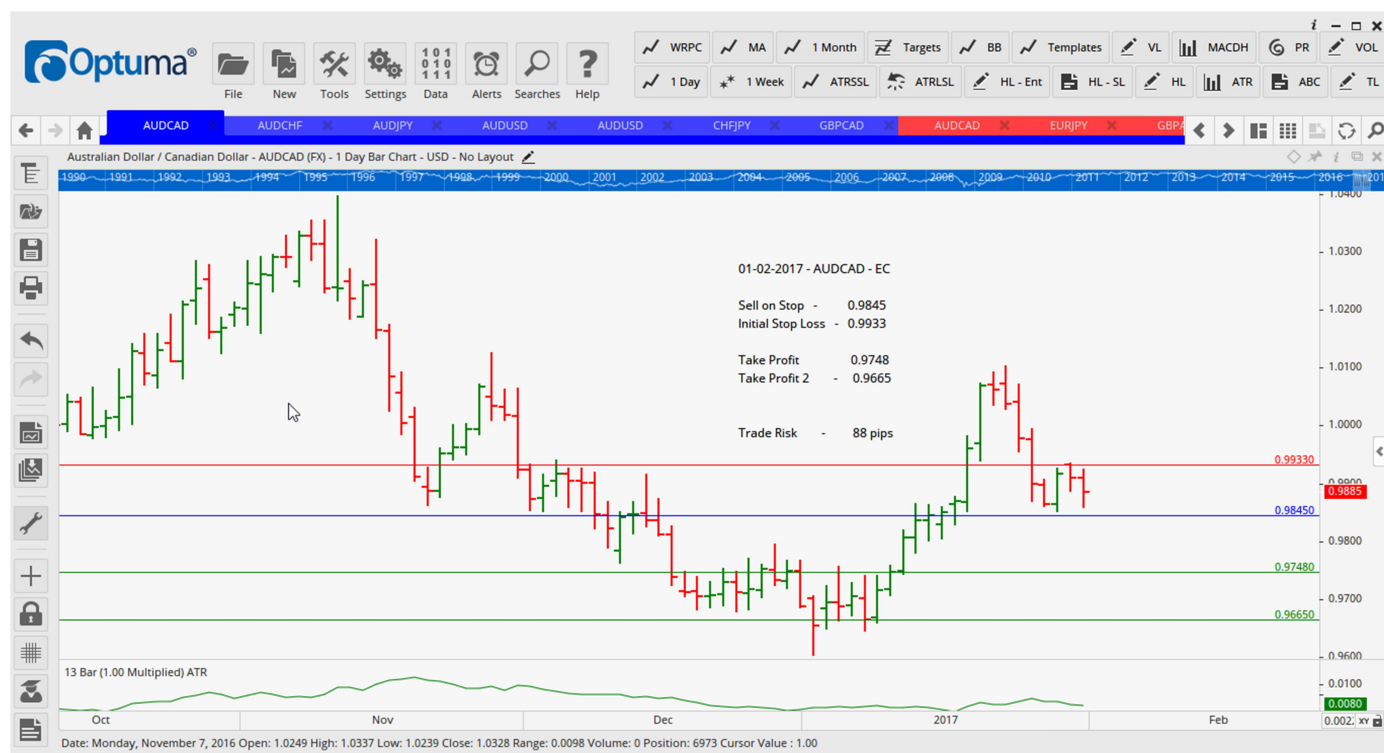 Optuma®
File New Tools Settings Data Alerts Searches Help
WRPC MA 1 Month Targets BB Templates VL MACDH PR VOL
1 Day 1 Week ATRSSL ATRLSL HL - Ent HL - SL HL ATR ABC TL
AUDCAD AUDCHF AUDJPY AUDUSD AUDUSD CHFJPY GBPCAD AUDCAD EURJPY
Australian Dollar / Canadian Dollar - AUDCAD (FX) - 1 Day Bar Chart - USD - No Layout
1990 1991 1992 1993 1994 1995 1996 1997 1998 1999 2000 2001 2002 2003 2004 2005 2006 2007 2008 2009 2010 2011 2012 2013 2014 2015 2016 201
1.0400
1.0300
01-02-2017 - AUDCAD - EC
Sell on Stop - 0.9845
1.0200
Initial Stop Loss - 0.9933
Take Profit 0.9748
1.0100
Take Profit 2 - 0.9665
1.0000
Trade Risk - 88 pips
0.99330
0.9900
0.9885
0.98450
0.9800
0.97480
0.9700
0.96650
0.9600
13 Bar (1.00 Multiplied) ATR
0.0100
0.0080
Oct Nov Dec 2017 Feb
0.002 XY
Date: Monday, November 7, 2016 Open: 1.0249 High: 1.0337 Low: 1.0239 Close: 1.0328 Range: 0.0098 Volume: 0 Position: 6973 Cursor Value : 1.00